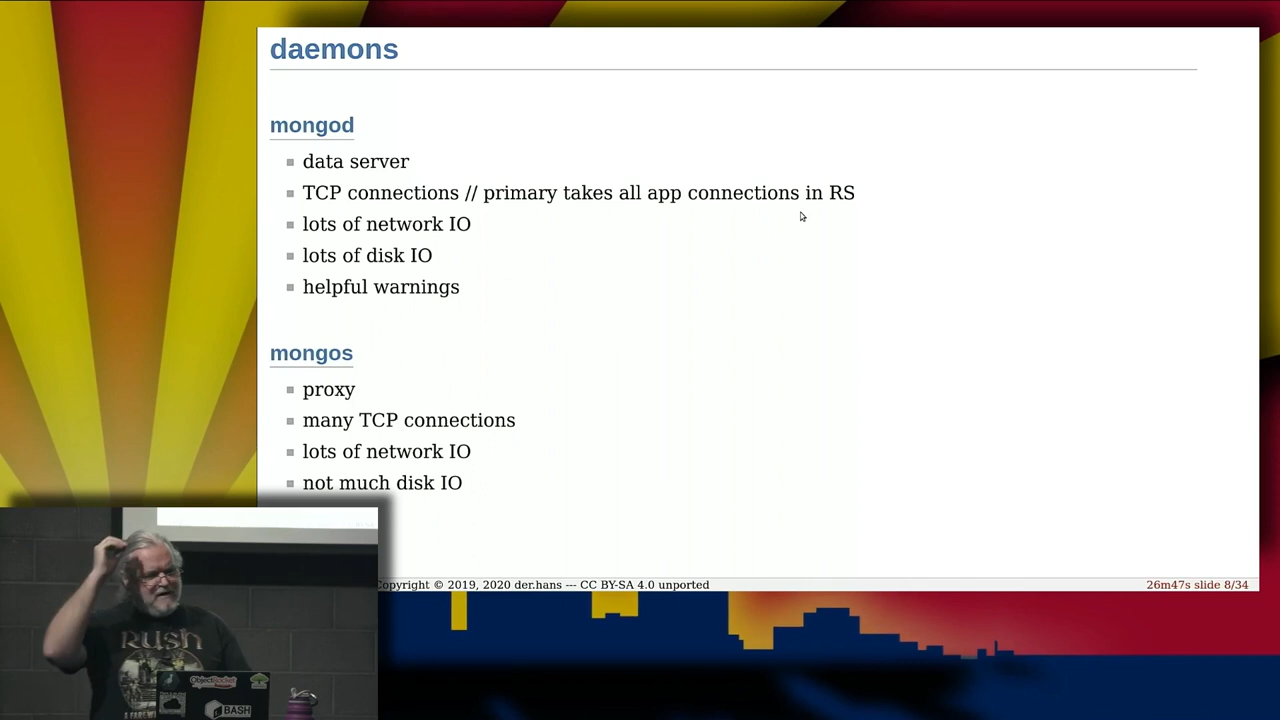 daemons
mongod
data server
TCP connections // primary takes all app connections in RS
lots of network IO
lots of disk IO
helpful warnings
mongos
proxy
many TCP connections
lots of network IO
not much disk IO
opyright © 2019, 2020 der.hans --- CC BY-SA 4.0 unported
26m47s slide 8/34
RUSH
ObjectRocket
BASH